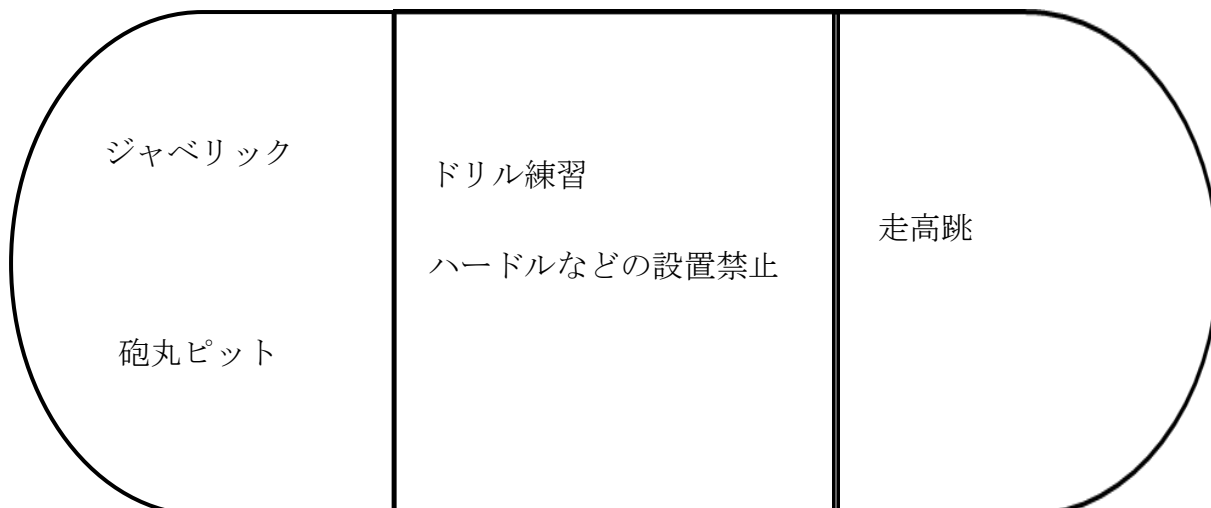 ジャベリック
砲丸ピット
ドリル練習
ハードルなどの設置禁止
走高跳